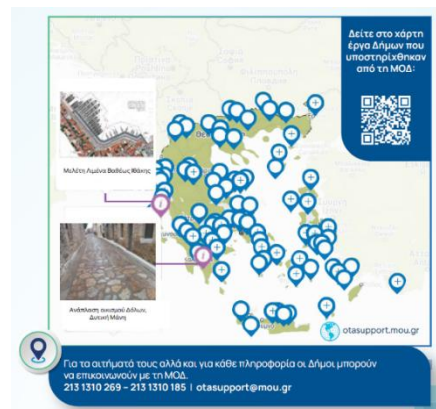 Δείτε στο χάρτη
έργα Δήμων που
υποστηρίχθηκαν
από τη ΜΟΔ:
Μελέτη Λιμένα Βαθέως Ιθάκης
Ανάπλαση οικισμού Δόλων,
Δυτική Μάνη
otasupport.mou.gr
Για τα αιτήματά τους αλλά και για κάθε πληροφορία οι Δήμοι μπορούν
να επικοινωνούν με τη ΜΟΔ.
213 1310 269 – 213 1310 185 | otasupport@mou.gr